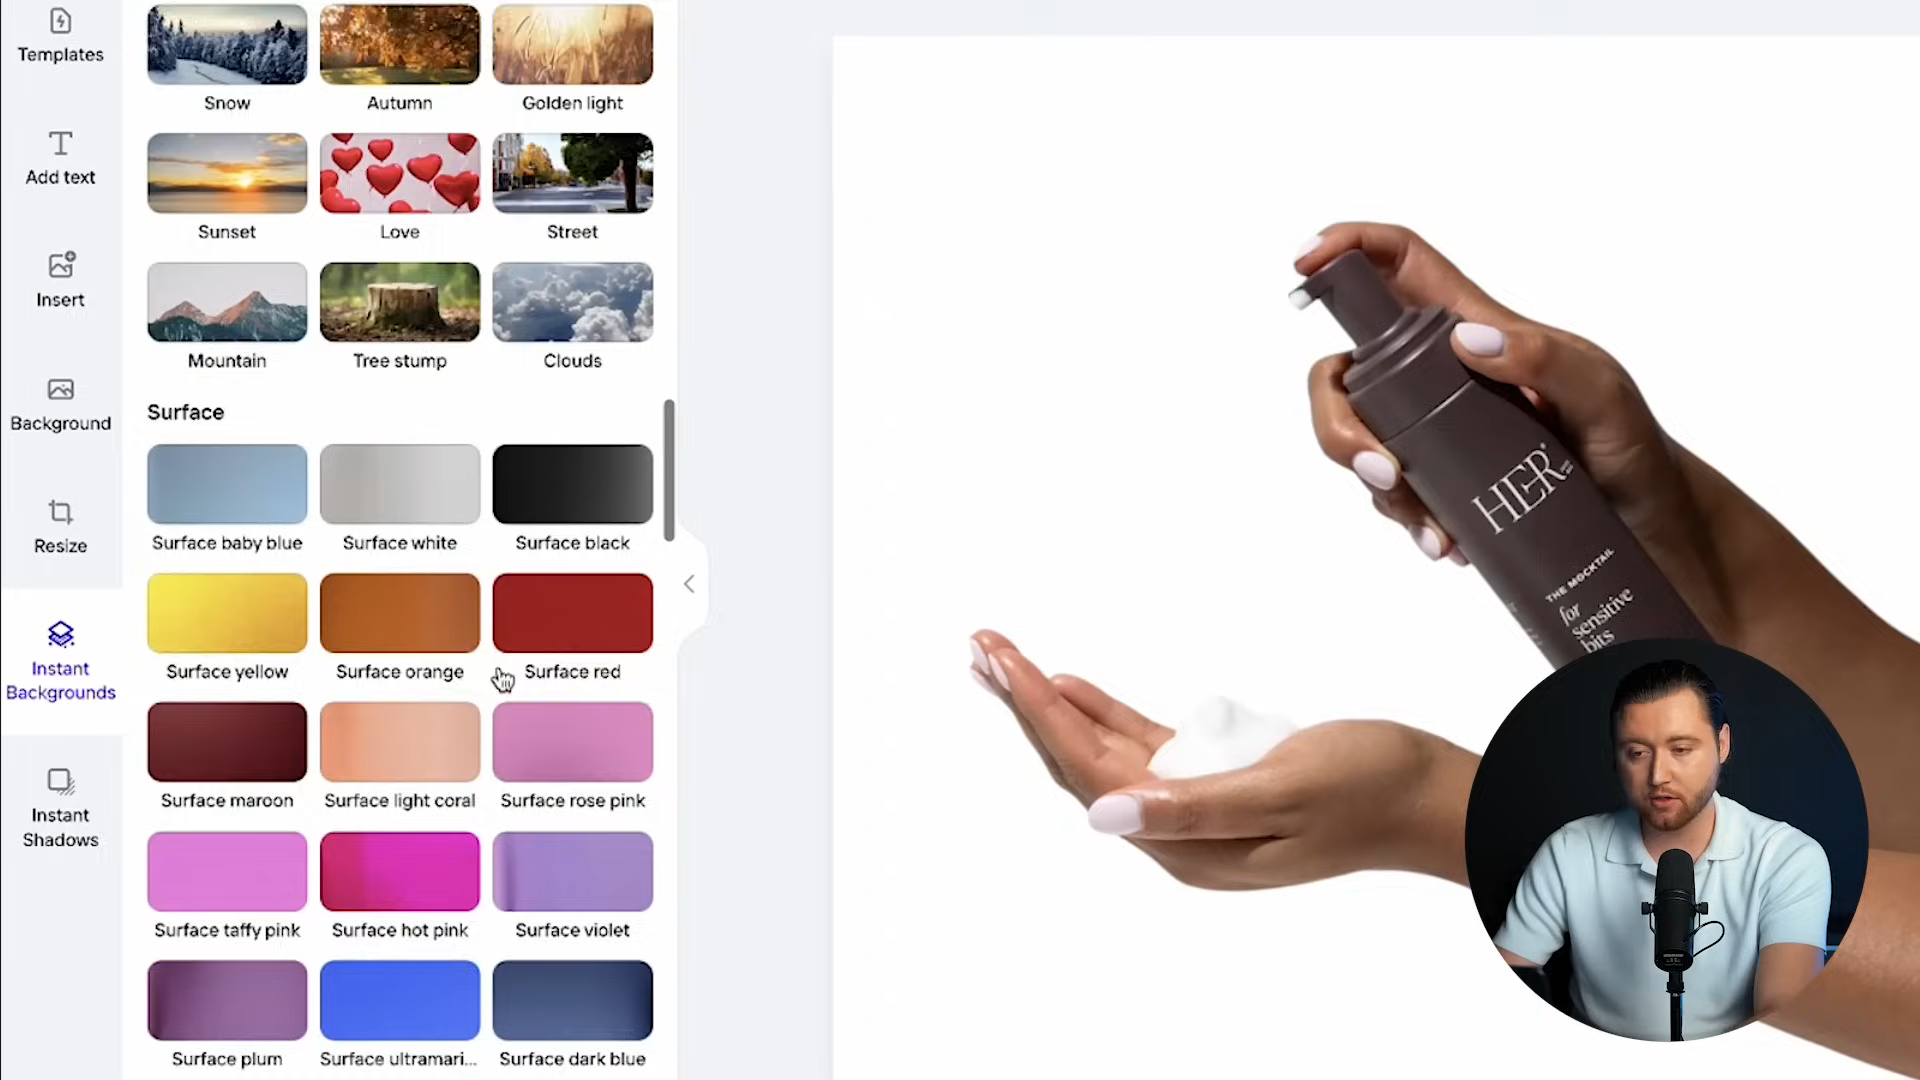 Templates
Add text
Insert
Background
Resize
Instant
Backgrounds
Instant
Shadows
Snow
Autumn
Golden light
Sunset
Love
Street
Mountain
Tree stump
Clouds
Surface
Surface baby blue
Surface white
Surface black
Surface yellow
Surface orange
Surface red
Surface maroon
Surface light coral
Surface rose pink
Surface taffy pink
Surface hot pink
Surface violet
Surface plum
Surface ultramari...
Surface dark blue
HER
THE MOCKTAIL
for
sensitive
bits